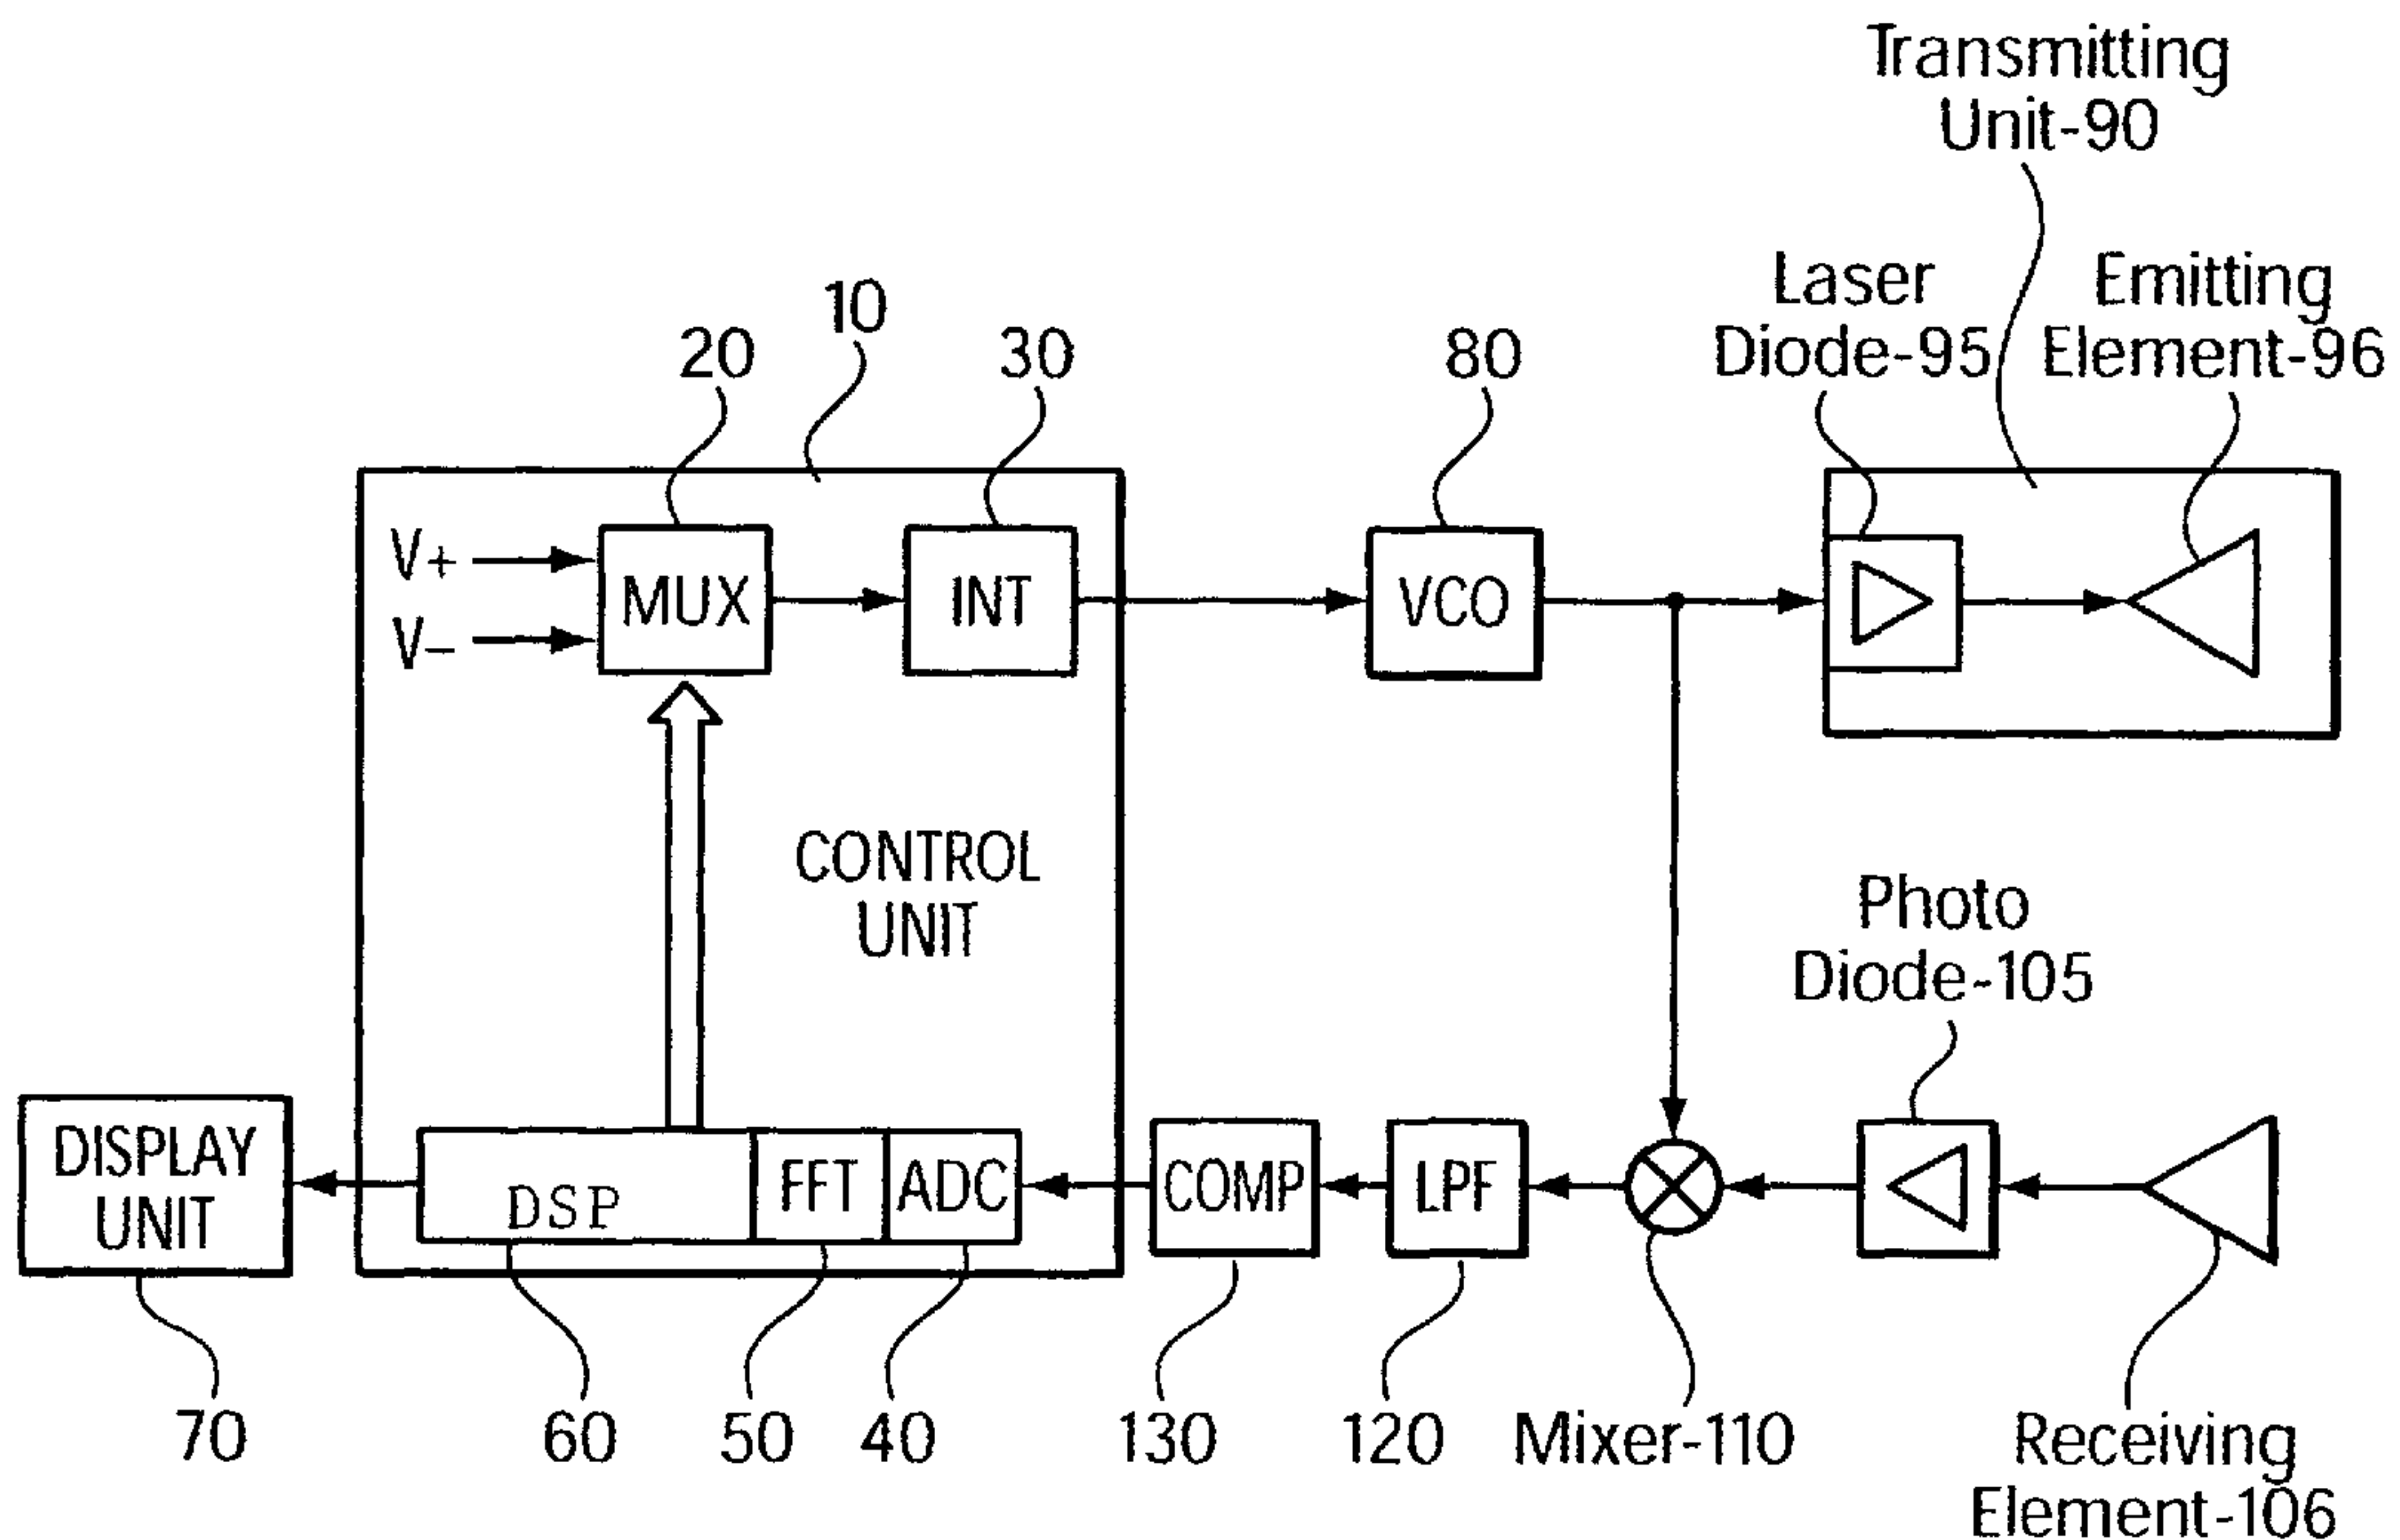 Transmitting
Unit-90
Laser
Diode-95
Emitting
Element-96
10
20
30
80
V+
V−
MUX
INT
VCO
CONTROL
UNIT
Photo
Diode-105
DISPLAY
UNIT
DSP
FFT
ADC
COMP
LPF
70
60
50
40
130
120
Mixer-110
Receiving
Element-106